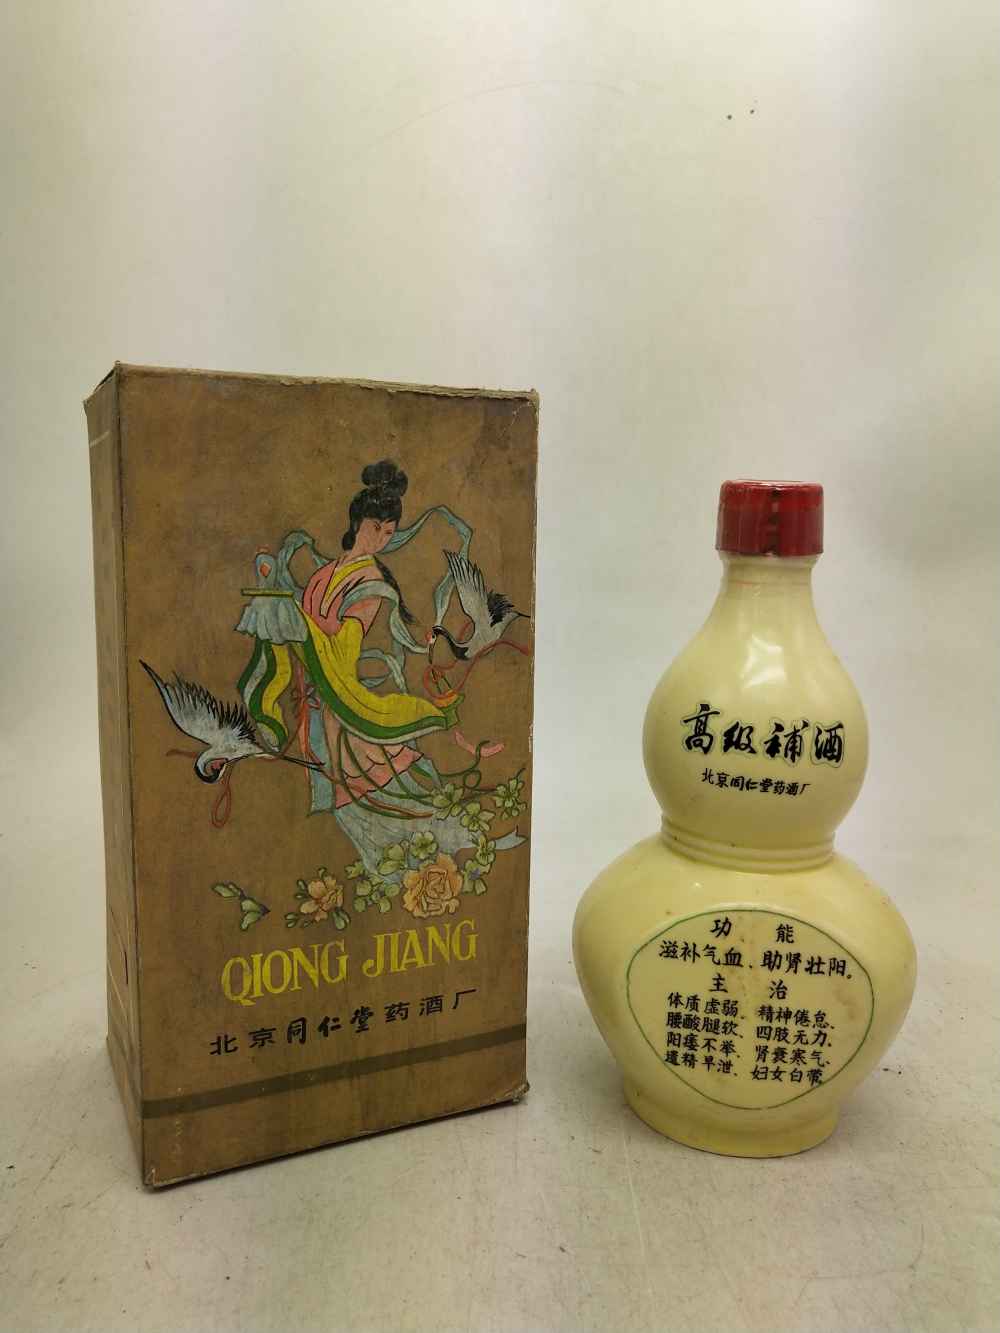 QIONG JIANG
北京同仁堂药酒厂
高级補酒
北京同仁堂药酒厂
功 能
滋补气血、助肾壮阳。
主 治
体质虚弱、精神倦怠、
腰酸腿软、四肢无力、
阳痿不举、肾衰寒气、
遗精早泄、妇女白带。